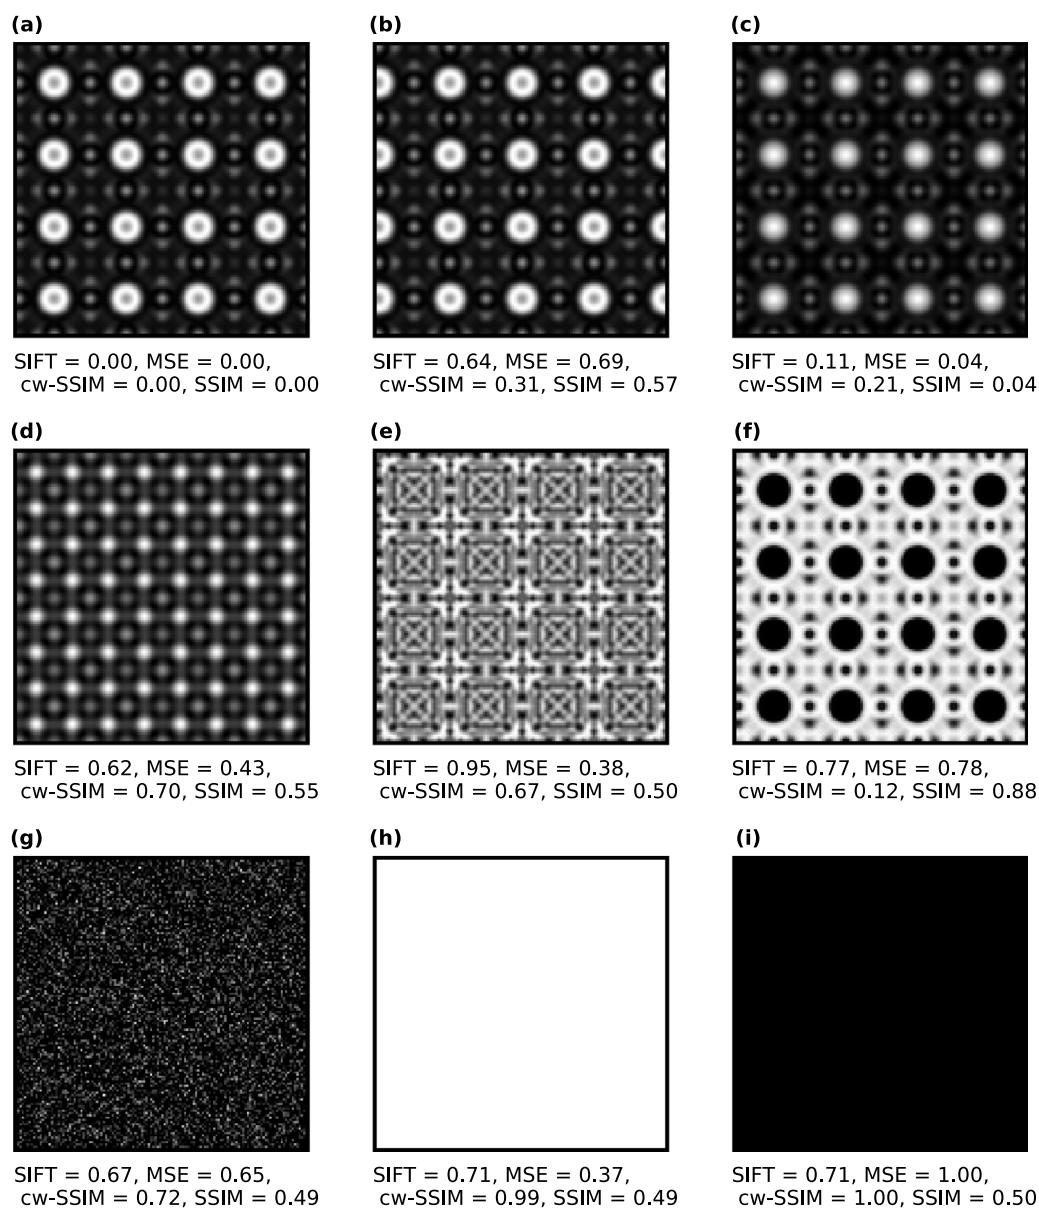 (a)
(b)
(c)
SIFT = 0.00, MSE = 0.00,
cw-SSIM = 0.00, SSIM = 0.00
SIFT = 0.64, MSE = 0.69,
cw-SSIM = 0.31, SSIM = 0.57
SIFT = 0.11, MSE = 0.04,
cw-SSIM = 0.21, SSIM = 0.04
(d)
(e)
(f)
SIFT = 0.62, MSE = 0.43,
cw-SSIM = 0.70, SSIM = 0.55
SIFT = 0.95, MSE = 0.38,
cw-SSIM = 0.67, SSIM = 0.50
SIFT = 0.77, MSE = 0.78,
cw-SSIM = 0.12, SSIM = 0.88
(g)
(h)
(i)
SIFT = 0.67, MSE = 0.65,
cw-SSIM = 0.72, SSIM = 0.49
SIFT = 0.71, MSE = 0.37,
cw-SSIM = 0.99, SSIM = 0.49
SIFT = 0.71, MSE = 1.00,
cw-SSIM = 1.00, SSIM = 0.50